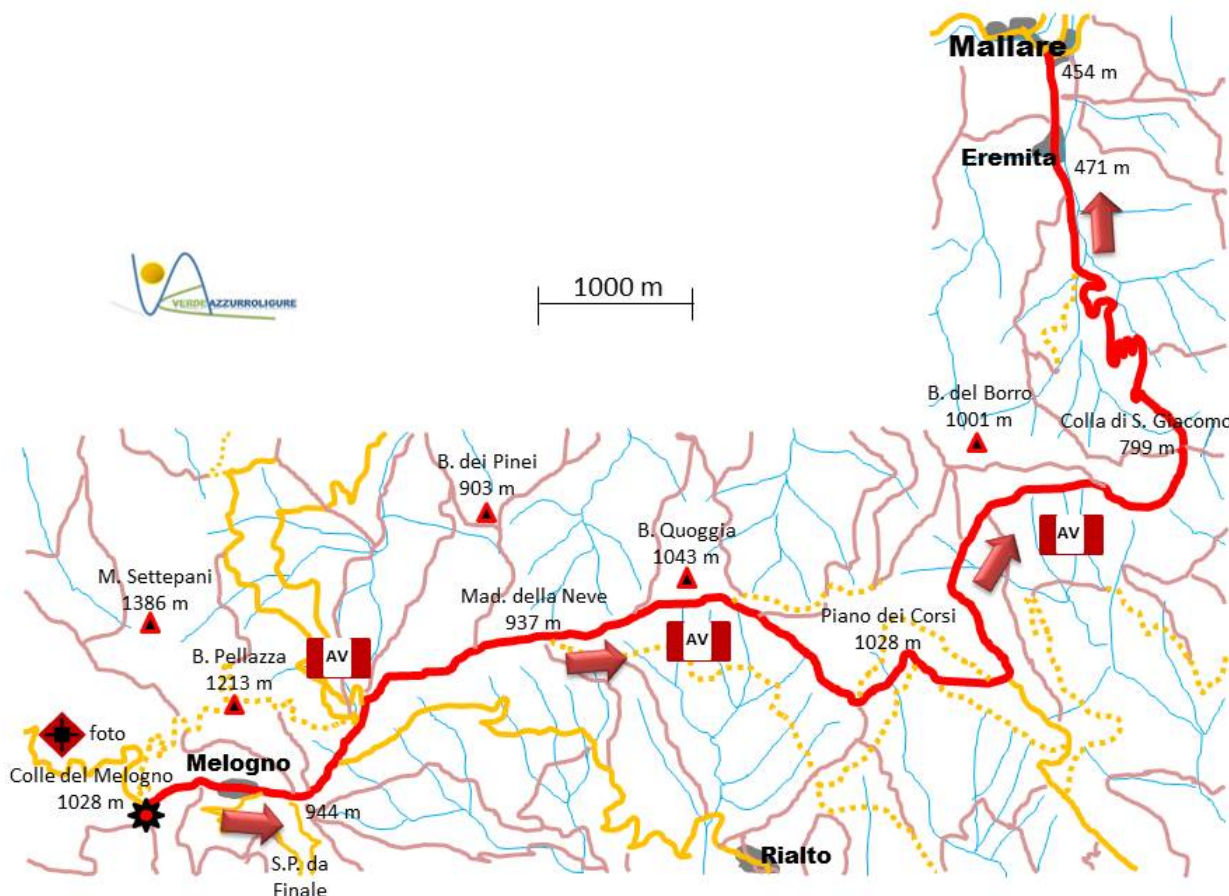 Mallare
454 m
Eremita
471 m
VERDEAZZURROLIGURE
1000 m
B. del Borro
1001 m
Colla di S. Giacomo
799 m
B. dei Pinei
903 m
B. Quoggia
1043 m
AV
M. Settepani
1386 m
Mad. della Neve
937 m
Piano dei Corsi
1028 m
AV
AV
B. Pellazza
1213 m
foto
Melogno
Colle del Melogno
1028 m
944 m
S.P. da
Finale
Rialto